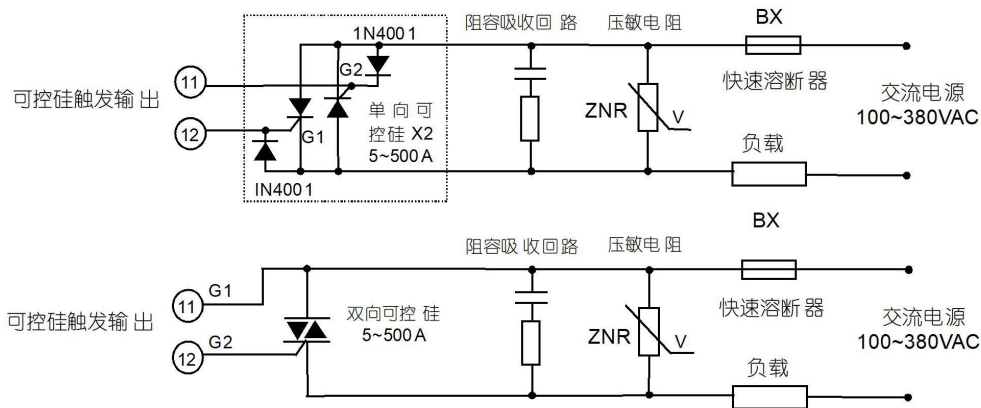 阻容吸收回路
压敏电阻
BX
1N4001
11
G2
快速溶断器
可控硅触发输出
单向可
控硅 X2
5~500A
交流电源
100~380VAC
12
G1
ZNR
V
负载
IN4001
阻容吸收回路
压敏电阻
BX
11
G1
快速溶断器
可控硅触发输出
双向可控硅
5~500A
交流电源
100~380VAC
12
G2
ZNR
V
负载